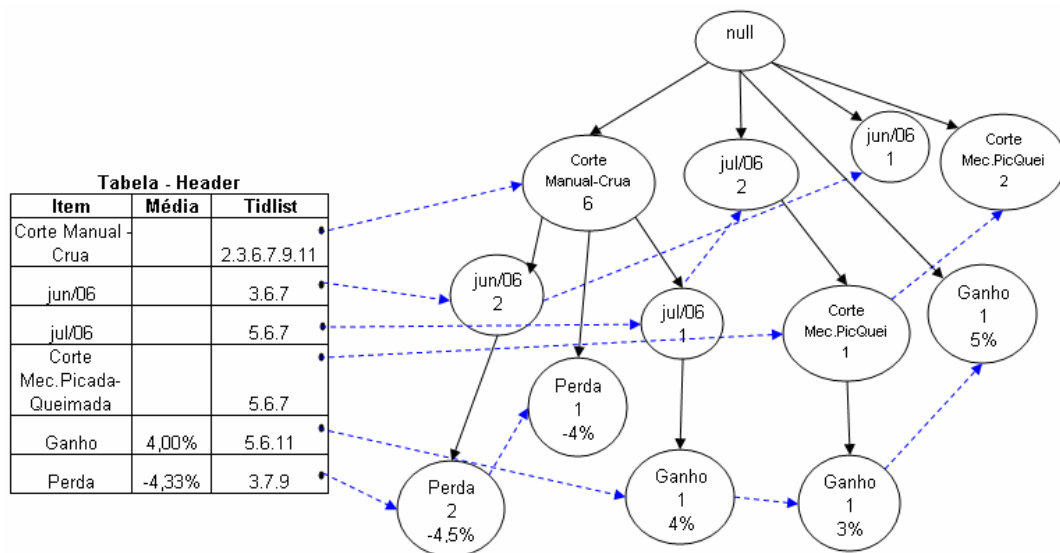 Tabela - Header
Item Média Tidlist
Corte Manual -
Crua 2.3.6.7.9.11
jun/06 3.6.7
jul/06 5.6.7
Corte
Mec.Picada-
Queimada 5.6.7
Ganho 4,00% 5.6.11
Perda -4,33% 3.7.9
null
Corte
Manual-Crua
6
jul/06
2
jun/06
1
Corte
Mec.PicQuei
2
jun/06
2
jul/06
1
Corte
Mec.PicQuei
1
Ganho
1
5%
Perda
1
-4%
Perda
2
-4,5%
Ganho
1
4%
Ganho
1
3%